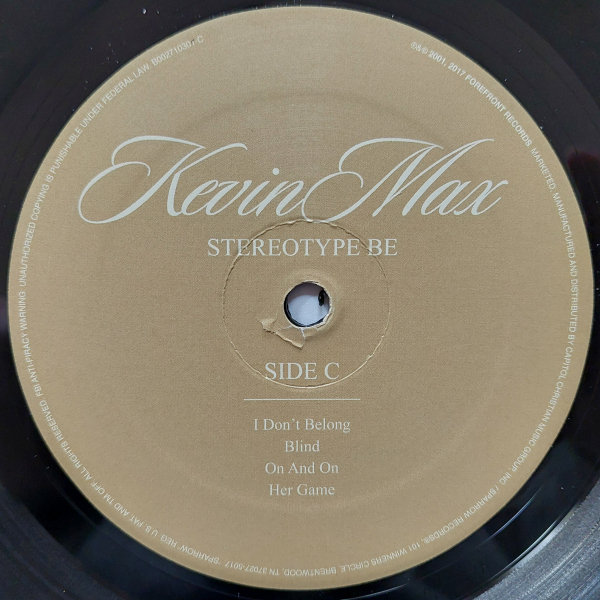 Kevin Max
STEREOTYPE BE
SIDE C
I Don't Belong
Blind
On And On
Her Game
℗&© 2001, 2017 FOREFRONT RECORDS. MARKETED, MANUFACTURED AND DISTRIBUTED BY CAPITOL CHRISTIAN MUSIC GROUP, INC. / SPARROW RECORDS®, 101 WINNERS CIRCLE, BRENTWOOD, TN 37027-5017. "SPARROW" REG. U.S. PAT. AND TM OFF. ALL RIGHTS RESERVED. FBI ANTI-PIRACY WARNING: UNAUTHORIZED COPYING IS PUNISHABLE UNDER FEDERAL LAW. B002710301-C